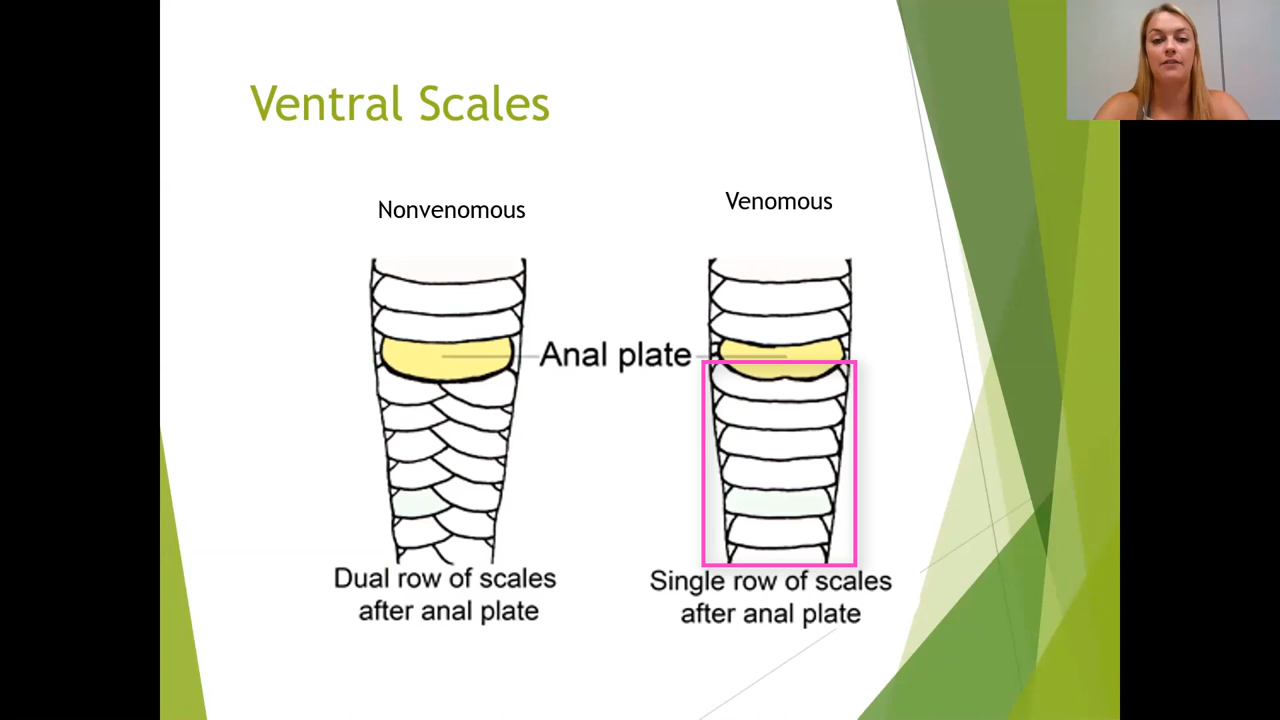 Ventral Scales
Nonvenomous
Venomous
Anal plate
Dual row of scales
after anal plate
Single row of scales
after anal plate